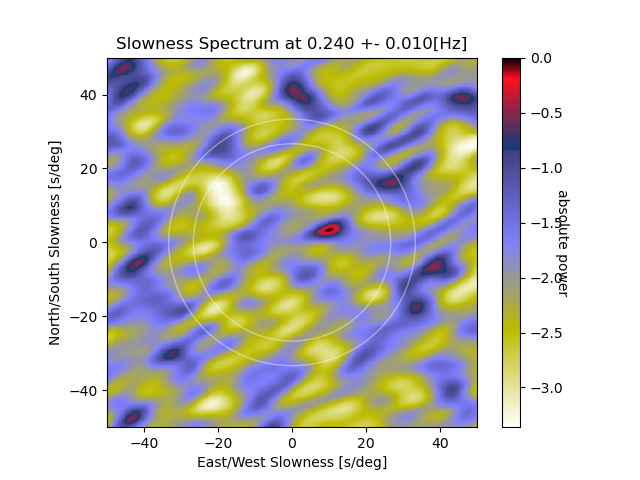 Slowness Spectrum at 0.240 +- 0.010[Hz]
North/South Slowness [s/deg]
40
20
0
−20
−40
−40 −20 0 20 40
East/West Slowness [s/deg]
0.0
−0.5
−1.0
−1.5
−2.0
−2.5
−3.0
absolute power